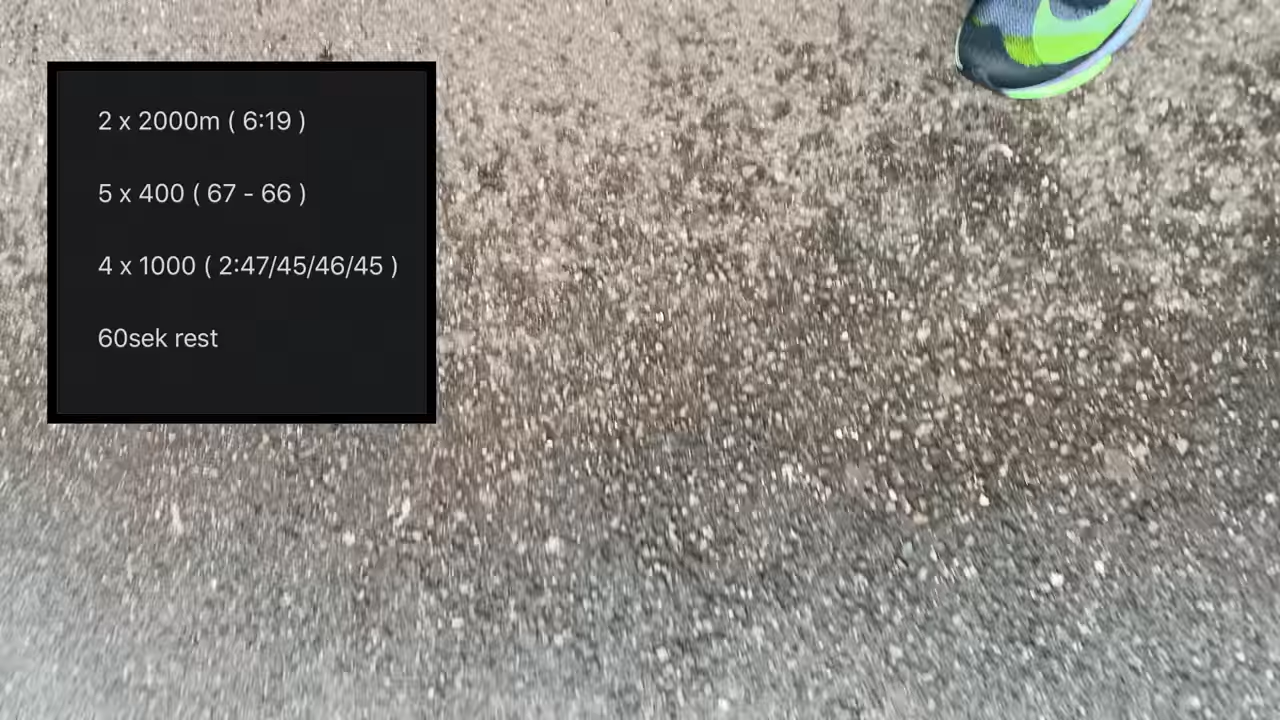 2 x 2000m ( 6:19 )
5 x 400 ( 67 - 66 )
4 x 1000 ( 2:47/45/46/45 )
60sek rest